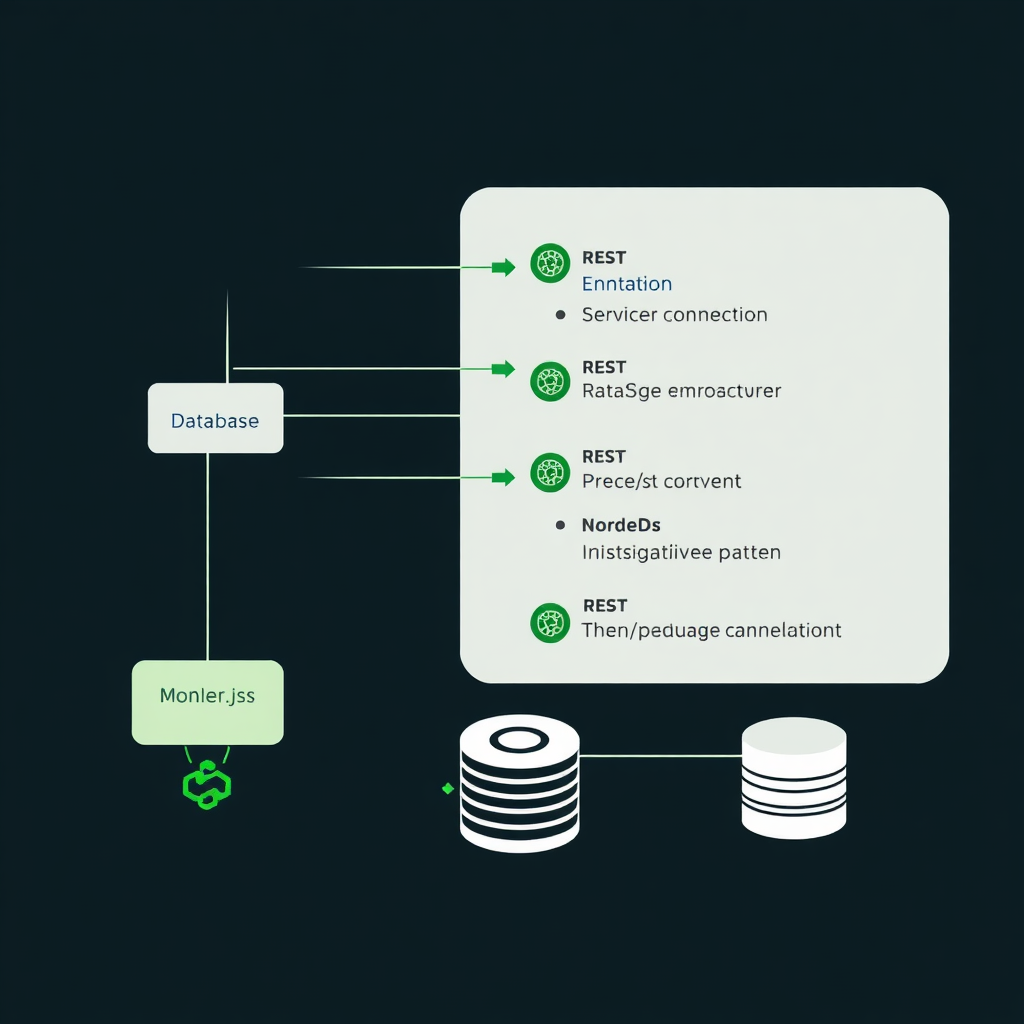 REST
Enntation
Servicer connection
REST
RataSge emroacturer
Database
REST
Prece/st corrvent
NordeDs
Inistsigatiivee patten
REST
Then/peduage cannelationt
Monler.jss